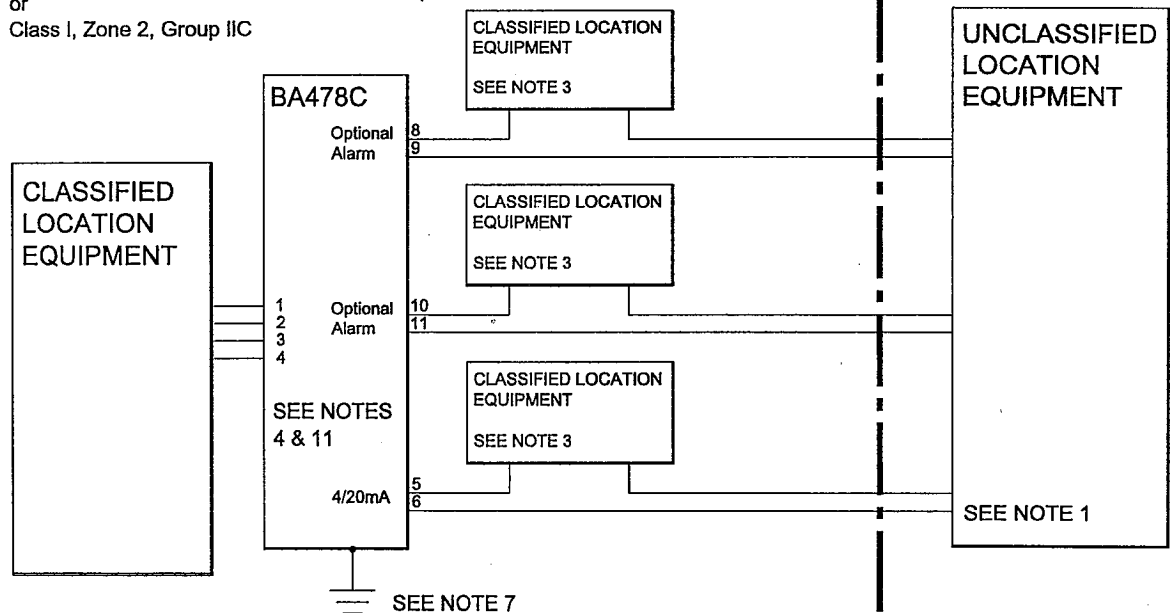 or
Class I, Zone 2, Group IIC
CLASSIFIED LOCATION
EQUIPMENT
SEE NOTE 3
UNCLASSIFIED
LOCATION
EQUIPMENT
BA478C
Optional
Alarm
8
9
CLASSIFIED
LOCATION
EQUIPMENT
CLASSIFIED LOCATION
EQUIPMENT
SEE NOTE 3
1
2
3
4
Optional
Alarm
10
11
CLASSIFIED LOCATION
EQUIPMENT
SEE NOTE 3
SEE NOTES
4 & 11
4/20mA
5
6
SEE NOTE 1
SEE NOTE 7